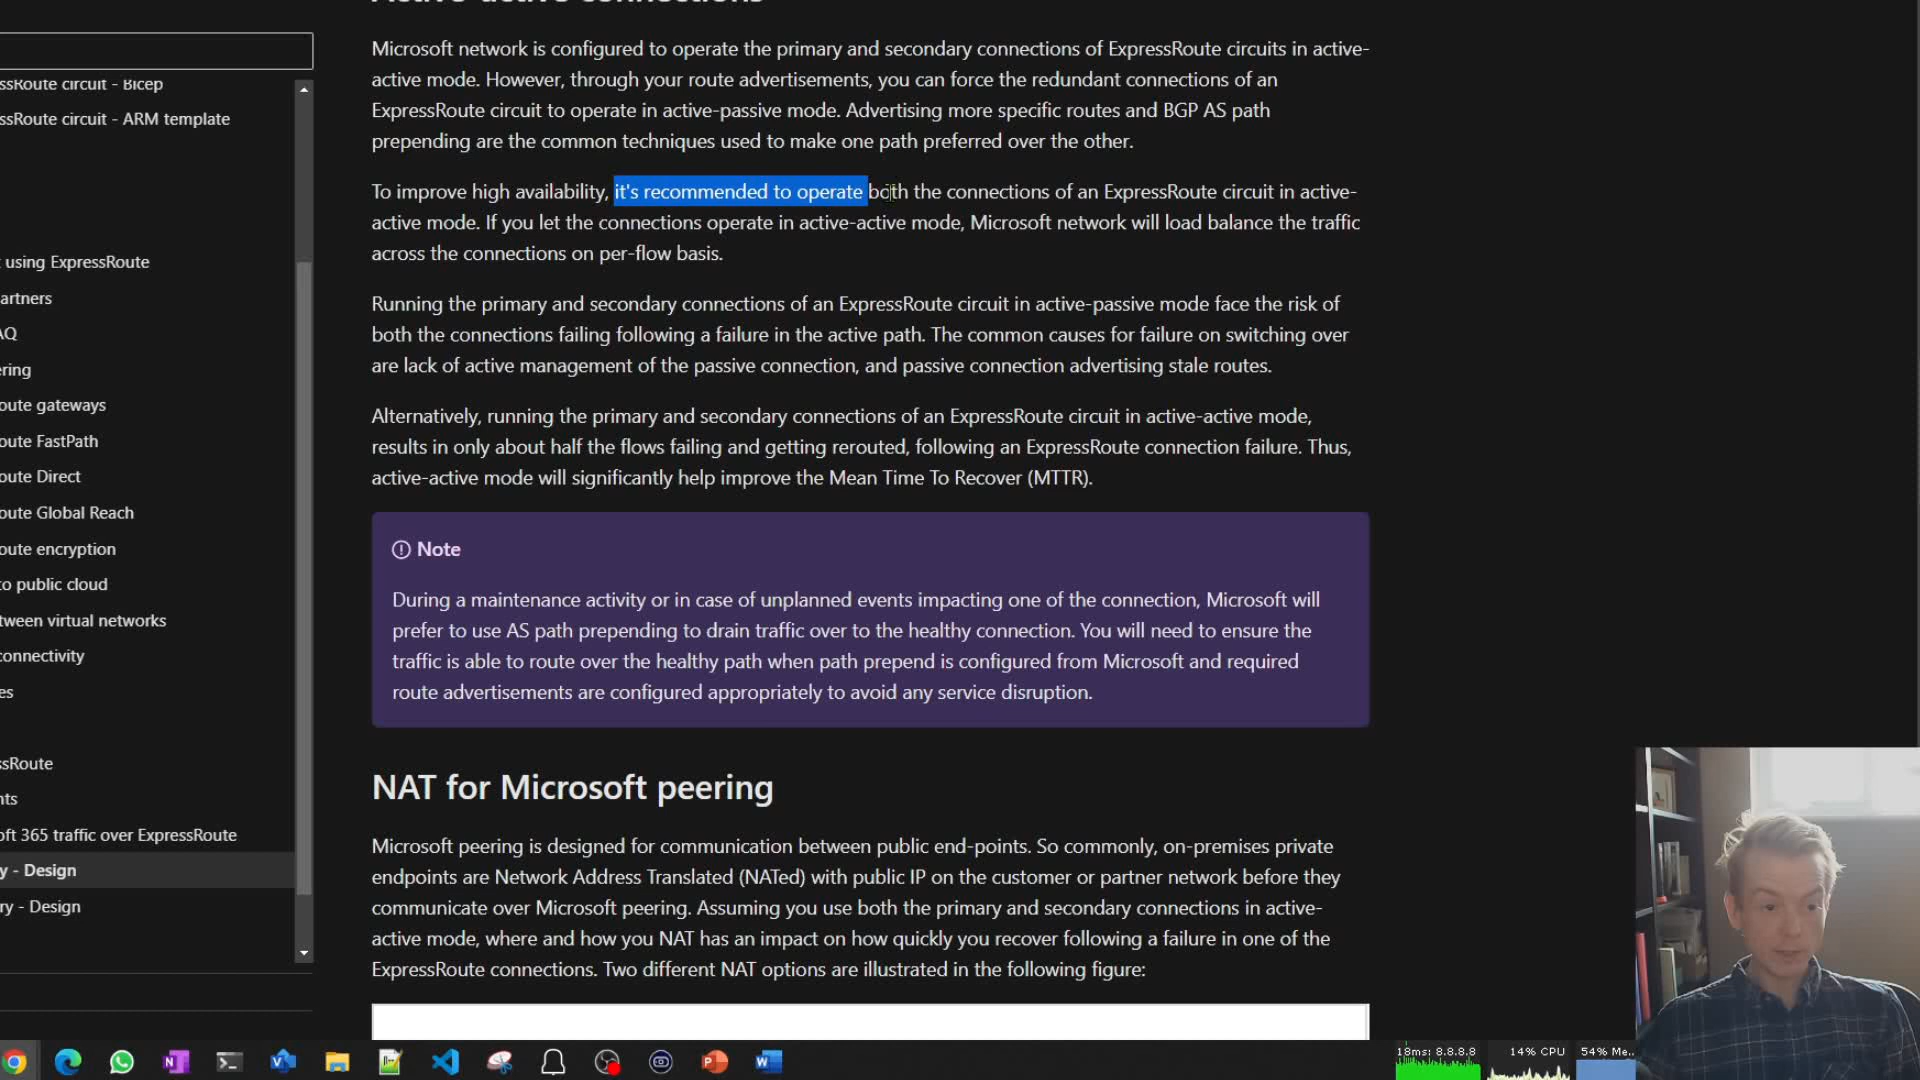 Active-active connections
Microsoft network is configured to operate the primary and secondary connections of ExpressRoute circuits in active-
active mode. However, through your route advertisements, you can force the redundant connections of an
ExpressRoute circuit to operate in active-passive mode. Advertising more specific routes and BGP AS path
prepending are the common techniques used to make one path preferred over the other.
To improve high availability, it's recommended to operate both the connections of an ExpressRoute circuit in active-
active mode. If you let the connections operate in active-active mode, Microsoft network will load balance the traffic
across the connections on per-flow basis.
Running the primary and secondary connections of an ExpressRoute circuit in active-passive mode face the risk of
both the connections failing following a failure in the active path. The common causes for failure on switching over
are lack of active management of the passive connection, and passive connection advertising stale routes.
Alternatively, running the primary and secondary connections of an ExpressRoute circuit in active-active mode,
results in only about half the flows failing and getting rerouted, following an ExpressRoute connection failure. Thus,
active-active mode will significantly help improve the Mean Time To Recover (MTTR).
Note
During a maintenance activity or in case of unplanned events impacting one of the connection, Microsoft will
prefer to use AS path prepending to drain traffic over to the healthy connection. You will need to ensure the
traffic is able to route over the healthy path when path prepend is configured from Microsoft and required
route advertisements are configured appropriately to avoid any service disruption.
NAT for Microsoft peering
Microsoft peering is designed for communication between public end-points. So commonly, on-premises private
endpoints are Network Address Translated (NATed) with public IP on the customer or partner network before they
communicate over Microsoft peering. Assuming you use both the primary and secondary connections in active-
active mode, where and how you NAT has an impact on how quickly you recover following a failure in one of the
ExpressRoute connections. Two different NAT options are illustrated in the following figure:
ssRoute circuit - Bicep
ssRoute circuit - ARM template
t using ExpressRoute
artners
AQ
ering
oute gateways
oute FastPath
oute Direct
oute Global Reach
oute encryption
to public cloud
tween virtual networks
connectivity
es
sRoute
nts
oft 365 traffic over ExpressRoute
y - Design
ry - Design
18ms: 8.8.8.8
14% CPU
54% Me..